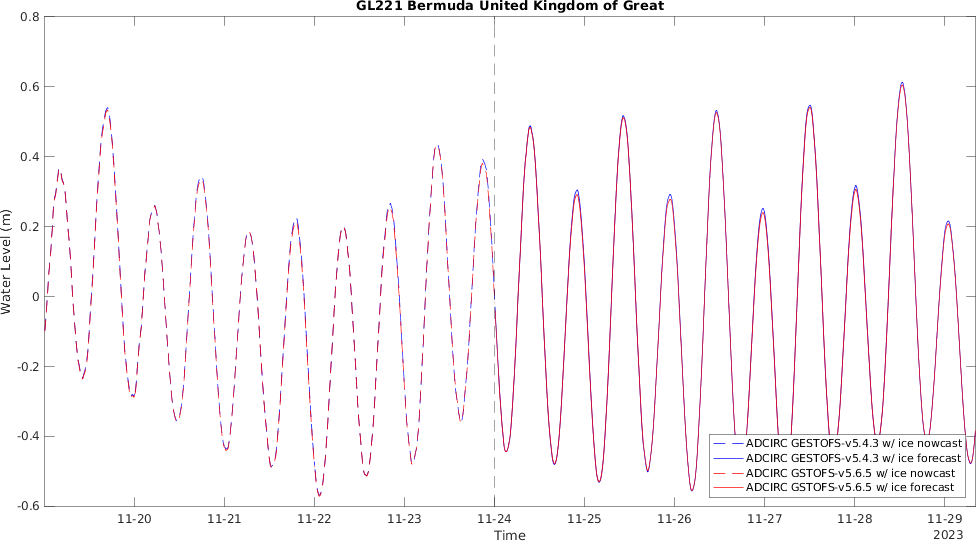 GL221 Bermuda United Kingdom of Great
Water Level (m)
0.8
0.6
0.4
0.2
0
-0.2
-0.4
-0.6
ADCIRC GESTOFS-v5.4.3 w/ ice nowcast
ADCIRC GESTOFS-v5.4.3 w/ ice forecast
ADCIRC GSTOFS-v5.6.5 w/ ice nowcast
ADCIRC GSTOFS-v5.6.5 w/ ice forecast
11-20 11-21 11-22 11-23 11-24 11-25 11-26 11-27 11-28 11-29
Time 2023